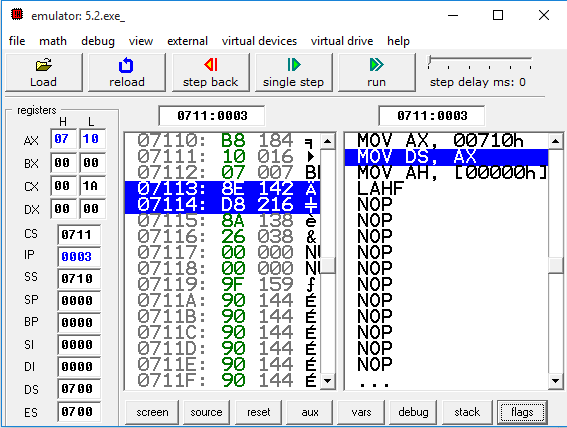 emulator: 5.2.exe_
file math debug view external virtual devices virtual drive help
Load reload step back single step run step delay ms: 0
registers
H L
AX 07 10
BX 00 00
CX 00 1A
DX 00 00
CS 0711
IP 0003
SS 0710
SP 0000
BP 0000
SI 0000
DI 0000
DS 0700
ES 0700
0711:0003
07110: B8 184 ╕
07111: 10 016 ►
07112: 07 007 BE
07113: 8E 142 Ä
07114: D8 216 ╪
07115: 8A 138 è
07116: 26 038 &
07117: 00 000 NU
07118: 00 000 NU
07119: 9F 159 ƒ
0711A: 90 144 É
0711B: 90 144 É
0711C: 90 144 É
0711D: 90 144 É
0711E: 90 144 É
0711F: 90 144 É
0711:0003
MOV AX, 00710h
MOV DS, AX
MOV AH, [00000h]
LAHF
NOP
NOP
NOP
NOP
NOP
NOP
NOP
NOP
NOP
NOP
NOP
...
screen source reset aux vars debug stack flags